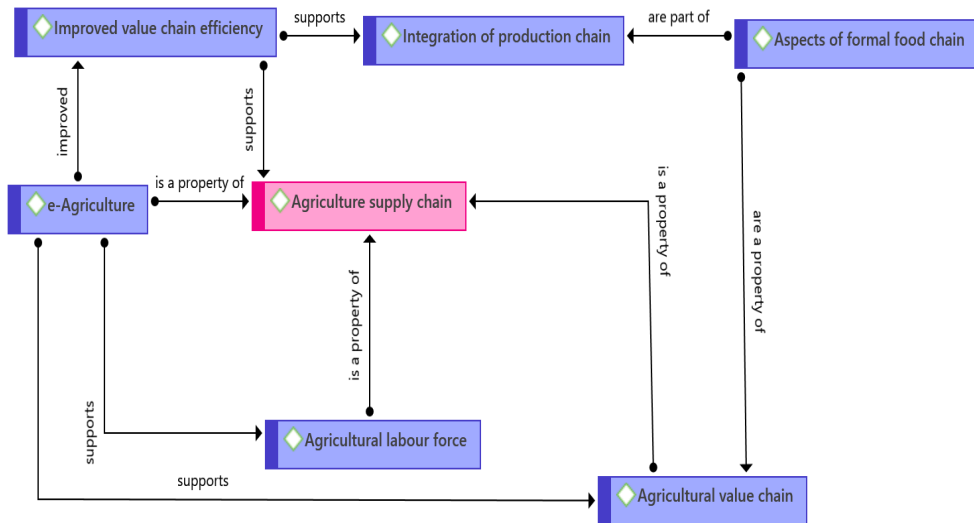 Improved value chain efficiency
supports
Integration of production chain
are part of
Aspects of formal food chain
improved
supports
is a property of
e-Agriculture
Agriculture supply chain
is a property of
are a property of
is a property of
supports
Agricultural labour force
supports
Agricultural value chain